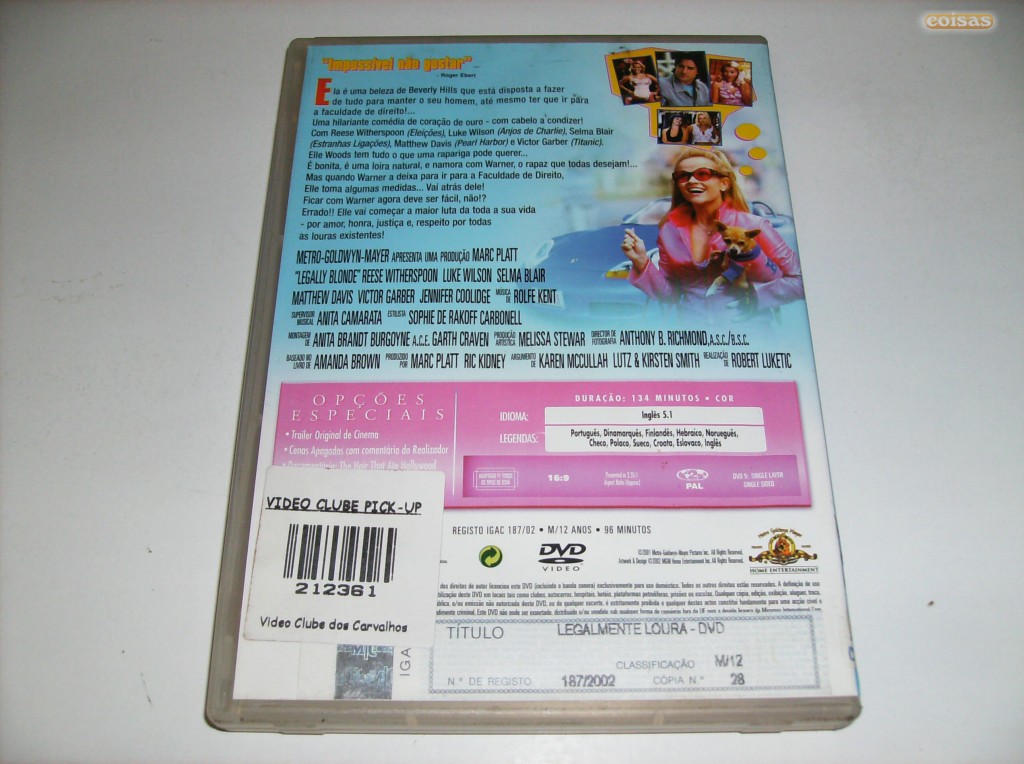 coisas
"Impossível não gostar"
- Roger Ebert
Ela é uma beleza de Beverly Hills que está disposta a fazer
de tudo para manter o seu homem, até mesmo ter que ir para
a faculdade de direito!...
Uma hilariante comédia de coração de ouro - com cabelo a condizer!
Com Reese Witherspoon (Eleições), Luke Wilson (Anjos de Charlie), Selma Blair
(Estranhas Ligações), Matthew Davis (Pearl Harbor) e Victor Garber (Titanic).
Elle Woods tem tudo o que uma rapariga pode querer...
É bonita, é uma loira natural, e namora com Warner, o rapaz que todas desejam!...
Mas quando Warner a deixa para ir para a Faculdade de Direito,
Elle toma algumas medidas... Vai atrás dele!
Ficar com Warner agora deve ser fácil, não!?
Errado!! Elle vai começar a maior luta da toda a sua vida
- por amor, honra, justiça e, respeito por todas
as louras existentes!
METRO-GOLDWYN-MAYER APRESENTA UMA PRODUÇÃO MARC PLATT
"LEGALLY BLONDE" REESE WITHERSPOON LUKE WILSON SELMA BLAIR
MATTHEW DAVIS VICTOR GARBER JENNIFER COOLIDGE MÚSICA DE ROLFE KENT
SUPERVISOR MUSICAL ANITA CAMARATA ESTILISTA SOPHIE DE RAKOFF CARBONELL
MONTAGEM DE ANITA BRANDT BURGOYNE A.C.E. GARTH CRAVEN PRODUÇÃO ARTÍSTICA MELISSA STEWAR DIRECTOR DE FOTOGRAFIA ANTHONY B. RICHMOND, A.S.C./B.S.C.
BASEADO NO LIVRO DE AMANDA BROWN PRODUZIDO POR MARC PLATT RIC KIDNEY ARGUMENTO DE KAREN MCCULLAH LUTZ & KIRSTEN SMITH REALIZAÇÃO DE ROBERT LUKETIC
OPÇÕES
ESPECIAIS
• Trailer Original de Cinema
• Cenas Apagadas com comentário do Realizador
The Hair That Ate Hollywood
DURAÇÃO: 134 MINUTOS • COR
IDIOMA: Inglês 5.1
LEGENDAS: Português, Dinamarquês, Finlandês, Hebraico, Norueguês,
Checo, Polaco, Sueco, Croata, Eslovaco, Inglês
16:9
PAL
DVD 5: SINGLE LAYER
SINGLE SIDED
VIDEO CLUBE PICK-UP
212361
Video Clube dos Carvalhos
REGISTO IGAC 187/02 • M/12 ANOS • 96 MINUTOS
DVD
VIDEO
HOME ENTERTAINMENT
IGA
TÍTULO LEGALMENTE LOURA - DVD
CLASSIFICAÇÃO M/12
N.º DE REGISTO 187/2002 CÓPIA N.º 28